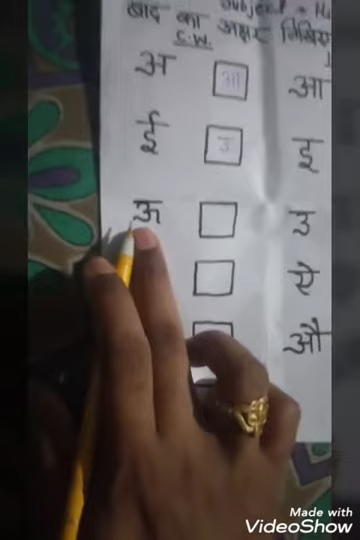 बाद का अक्षर लिखिए
C.W.
अ आ आ
ई उ इ
ऊ उ
ऐ
औ
Made with
VideoShow